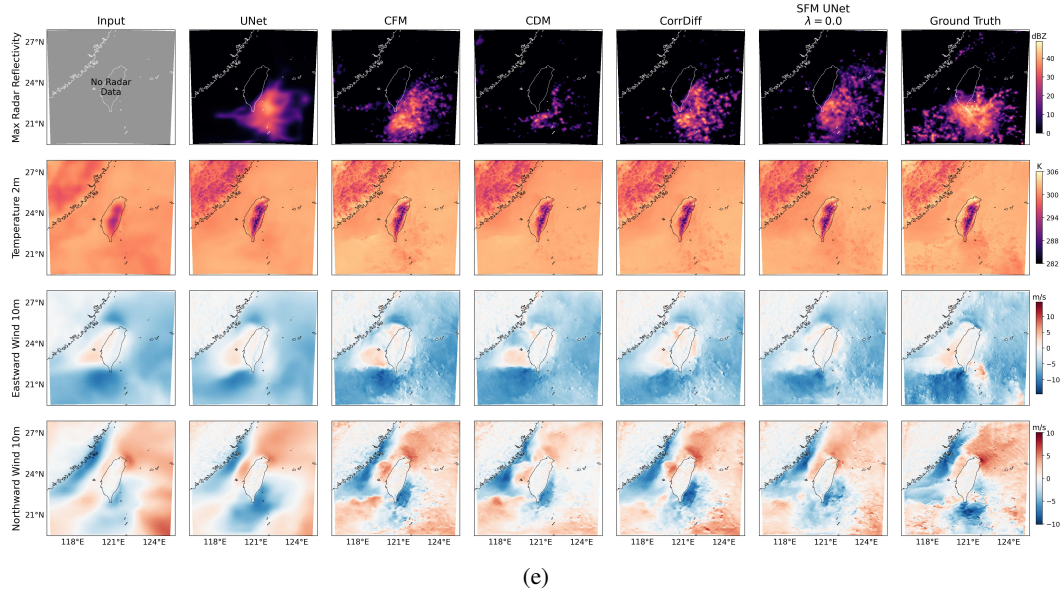 Input UNet CFM CDM CorrDiff SFM UNet Ground Truth
λ = 0.0
Max Radar Reflectivity
27°N
24°N
21°N
No Radar
Data
dBZ
40
30
20
10
0
Temperature 2m
27°N
24°N
21°N
K
306
300
294
288
282
Eastward Wind 10m
27°N
24°N
21°N
m/s
10
5
0
−5
−10
Northward Wind 10m
27°N
24°N
21°N
m/s
10
5
0
−5
−10
118°E 121°E 124°E 118°E 121°E 124°E 118°E 121°E 124°E 118°E 121°E 124°E 118°E 121°E 124°E 118°E 121°E 124°E 118°E 121°E 124°E
(e)